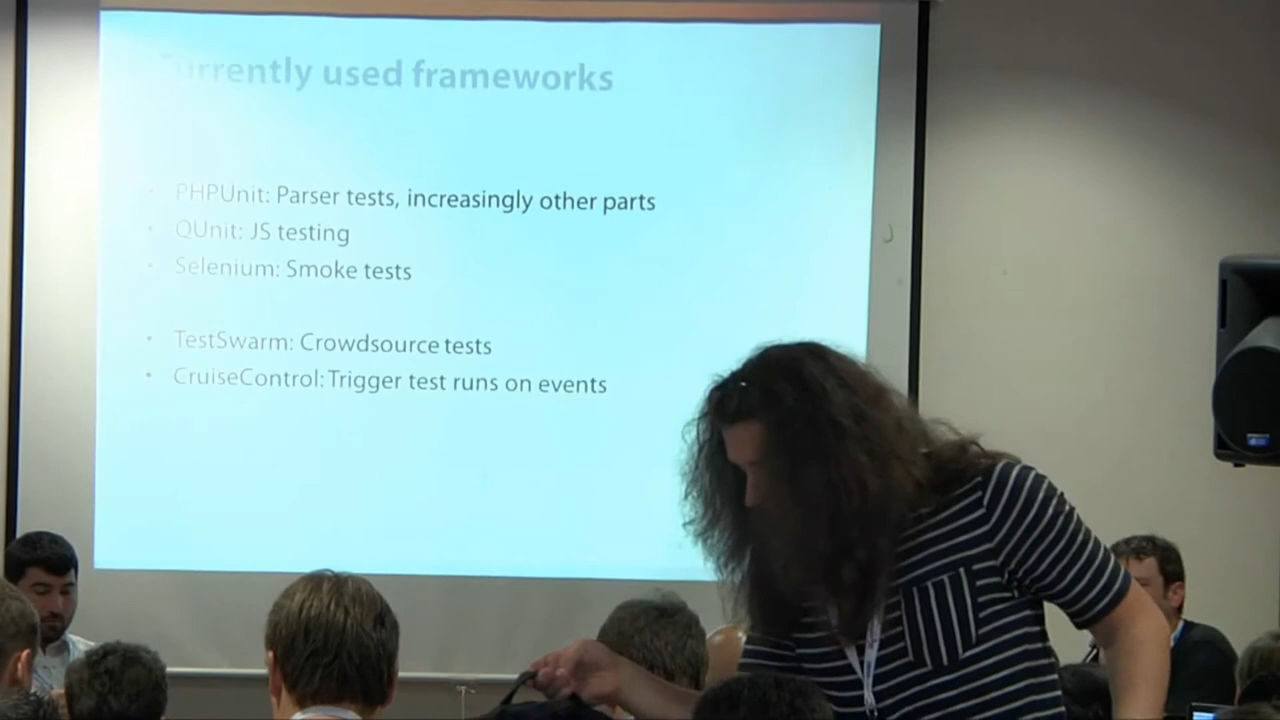 Currently used frameworks
• PHPUnit: Parser tests, increasingly other parts
• QUnit: JS testing
• Selenium: Smoke tests
• TestSwarm: Crowdsource tests
• CruiseControl: Trigger test runs on events